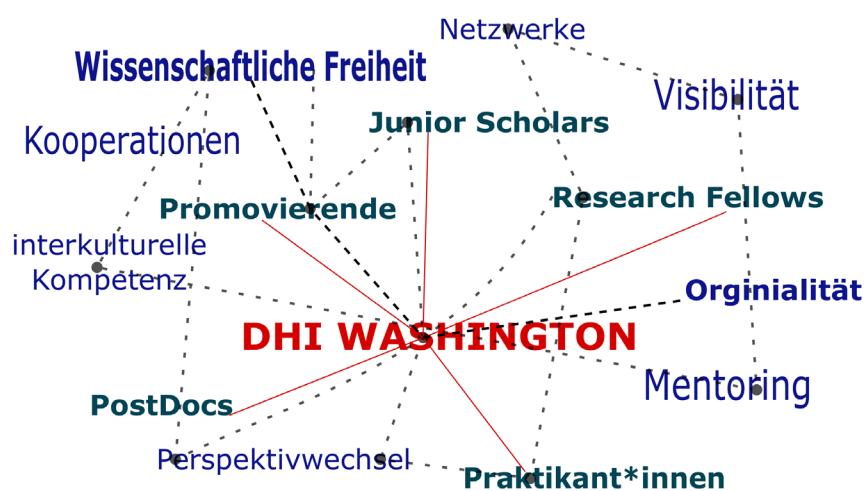 Netzwerke
Wissenschaftliche Freiheit
Visibilität
Junior Scholars
Kooperationen
Research Fellows
Promovierende
interkulturelle
Kompetenz
Orginialität
DHI WASHINGTON
Mentoring
PostDocs
Perspektivwechsel
Praktikant*innen